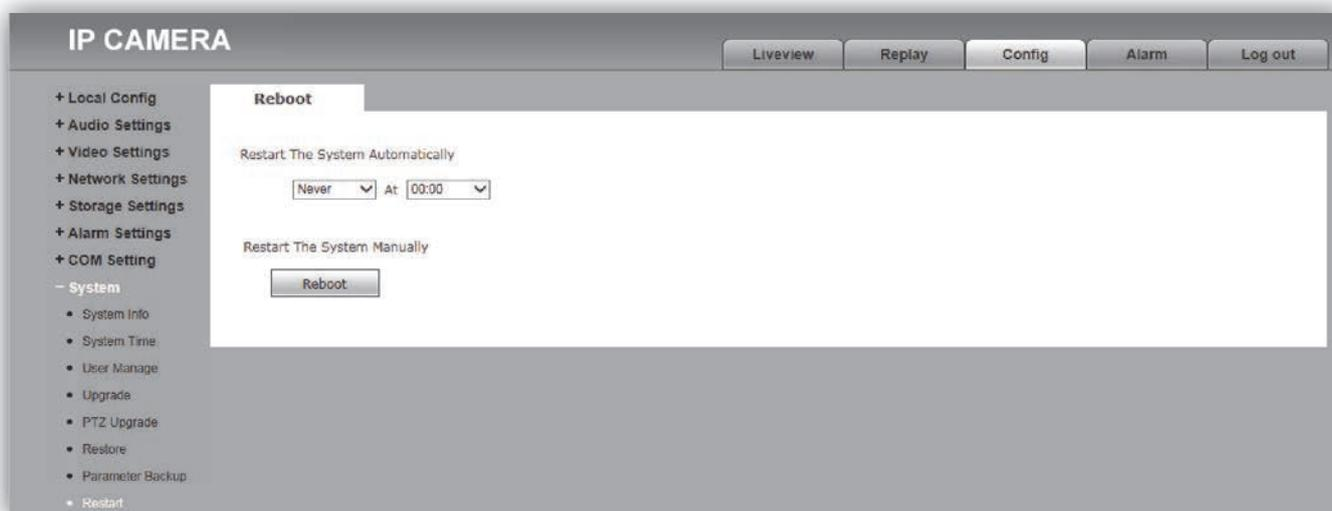 IP CAMERA
Liveview Replay Config Alarm Log out
+ Local Config
+ Audio Settings
+ Video Settings
+ Network Settings
+ Storage Settings
+ Alarm Settings
+ COM Setting
− System
• System Info
• System Time
• User Manage
• Upgrade
• PTZ Upgrade
• Restore
• Parameter Backup
• Restart
Reboot
Restart The System Automatically
Never At 00:00
Restart The System Manually
Reboot